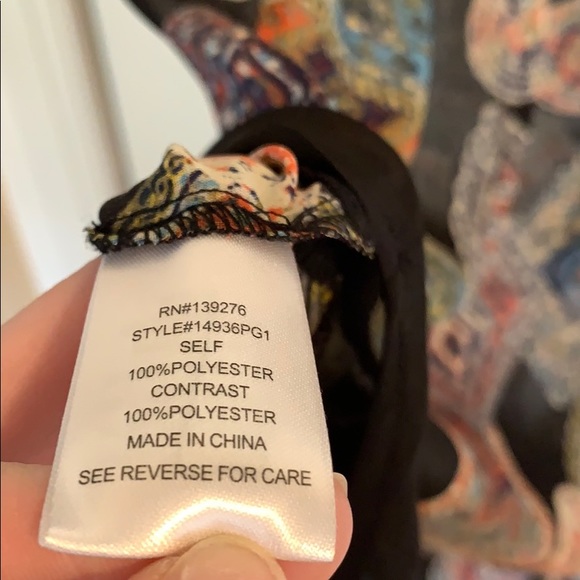 RN#139276
STYLE#14936PG1
SELF
100%POLYESTER
CONTRAST
100%POLYESTER
MADE IN CHINA
SEE REVERSE FOR CARE